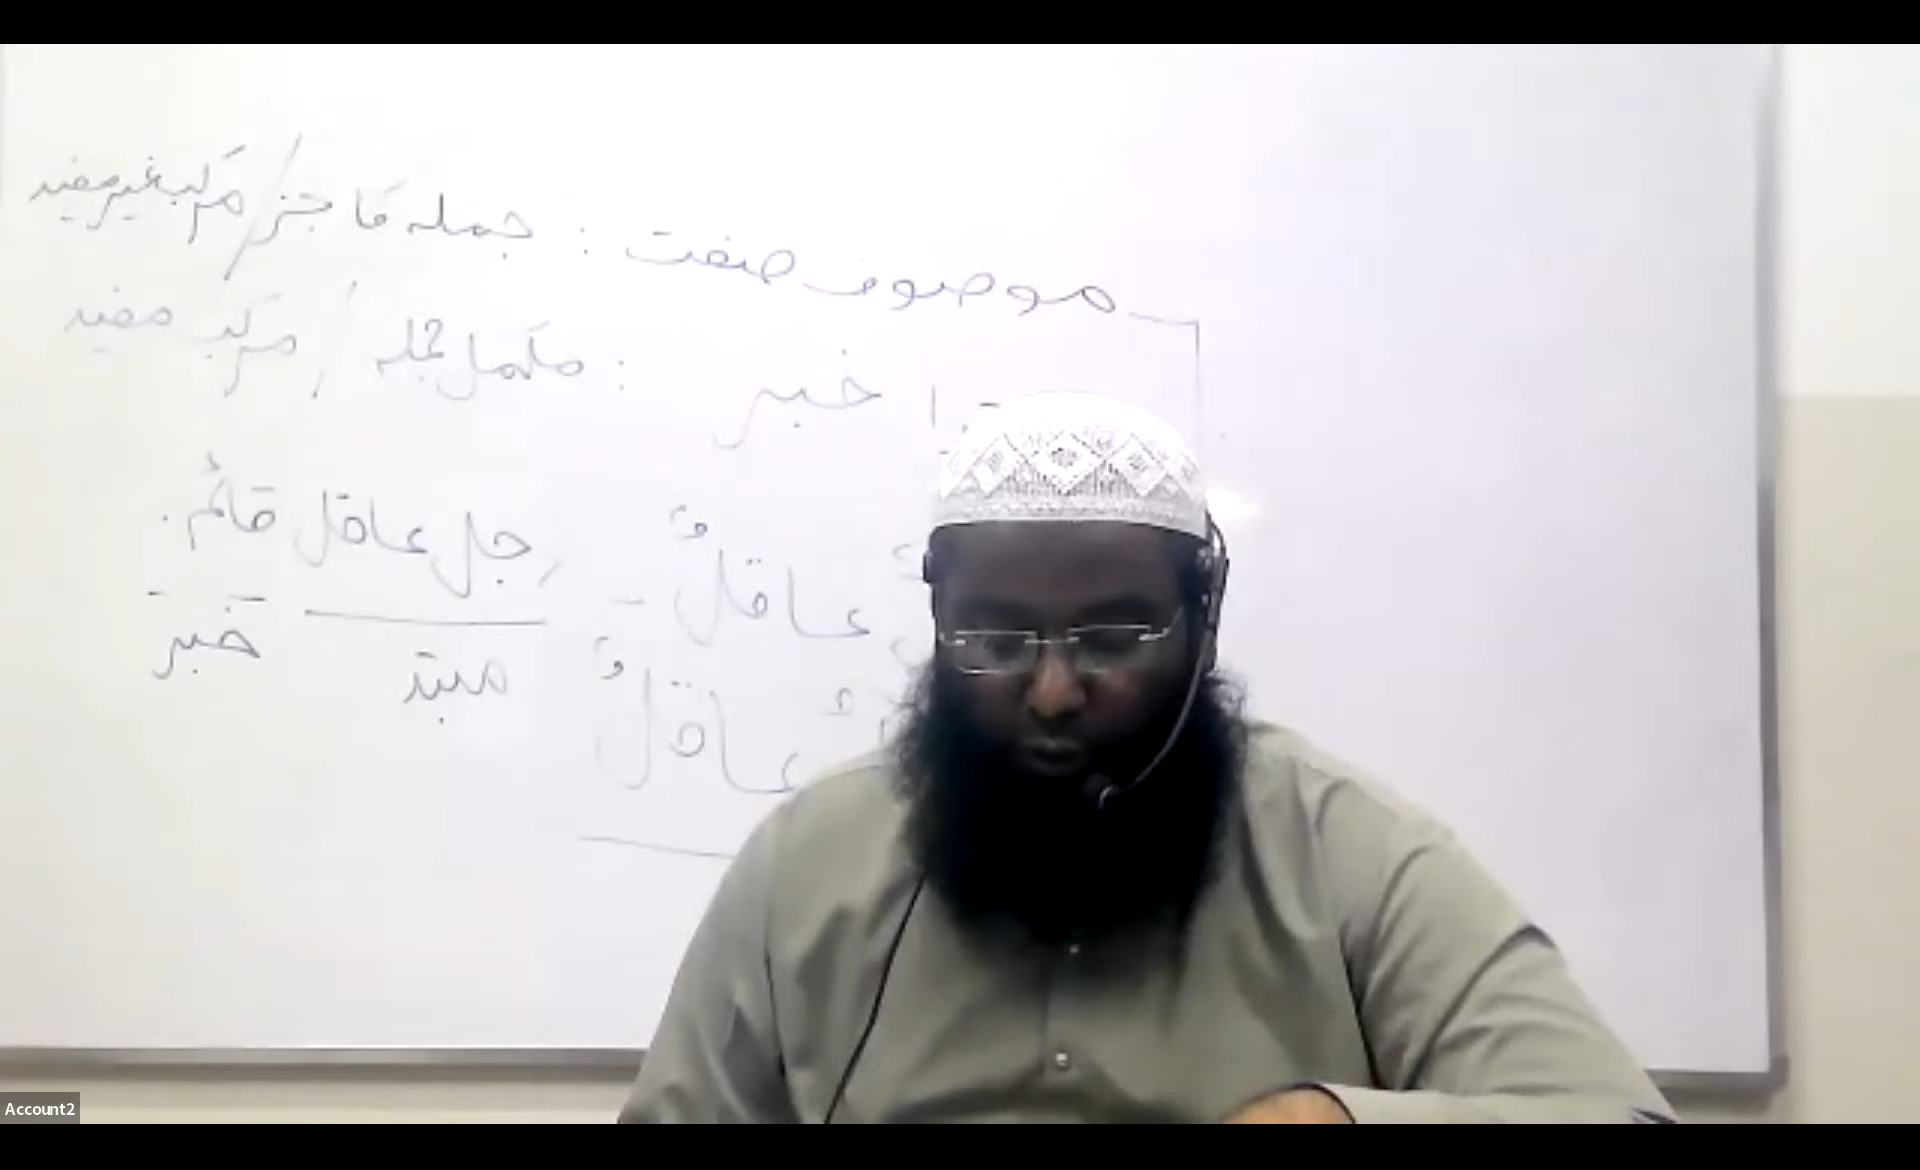 موصوف صفت : جملہ کا جز / مرکب غیر مفید
خبر : مکمل جملہ / مرکب مفید
عاقلٌ – رجل عاقل قائم.
مبتد خبر
عاقلٌ
Account2